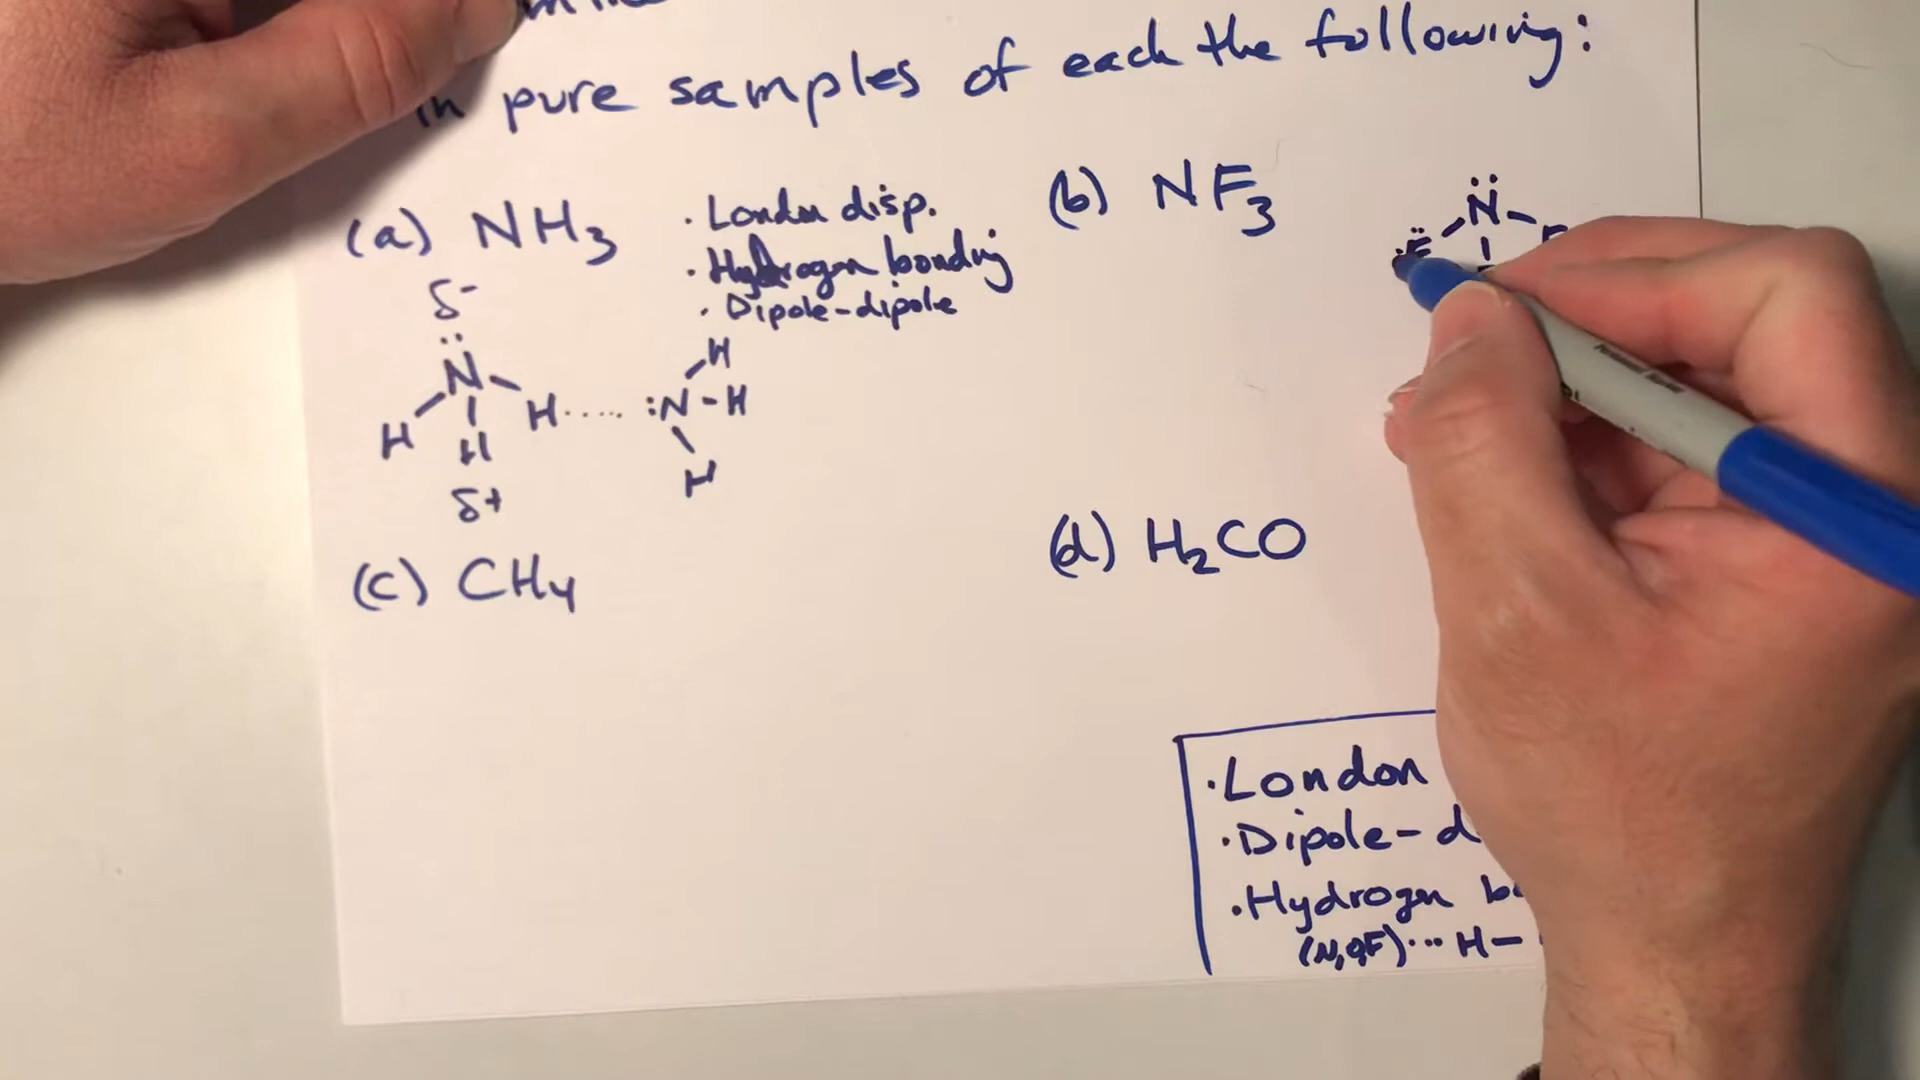 in pure samples of each the following:
(a) NH3
· London disp.
· Hydrogen bonding
· Dipole-dipole
δ-
N
H H H ..... :N - H
H
H
δ+
(b) NF3
N
F F
(c) CH4
(d) H2CO
· London
· Dipole- d
· Hydrogen
(N,O,F) ··· H-